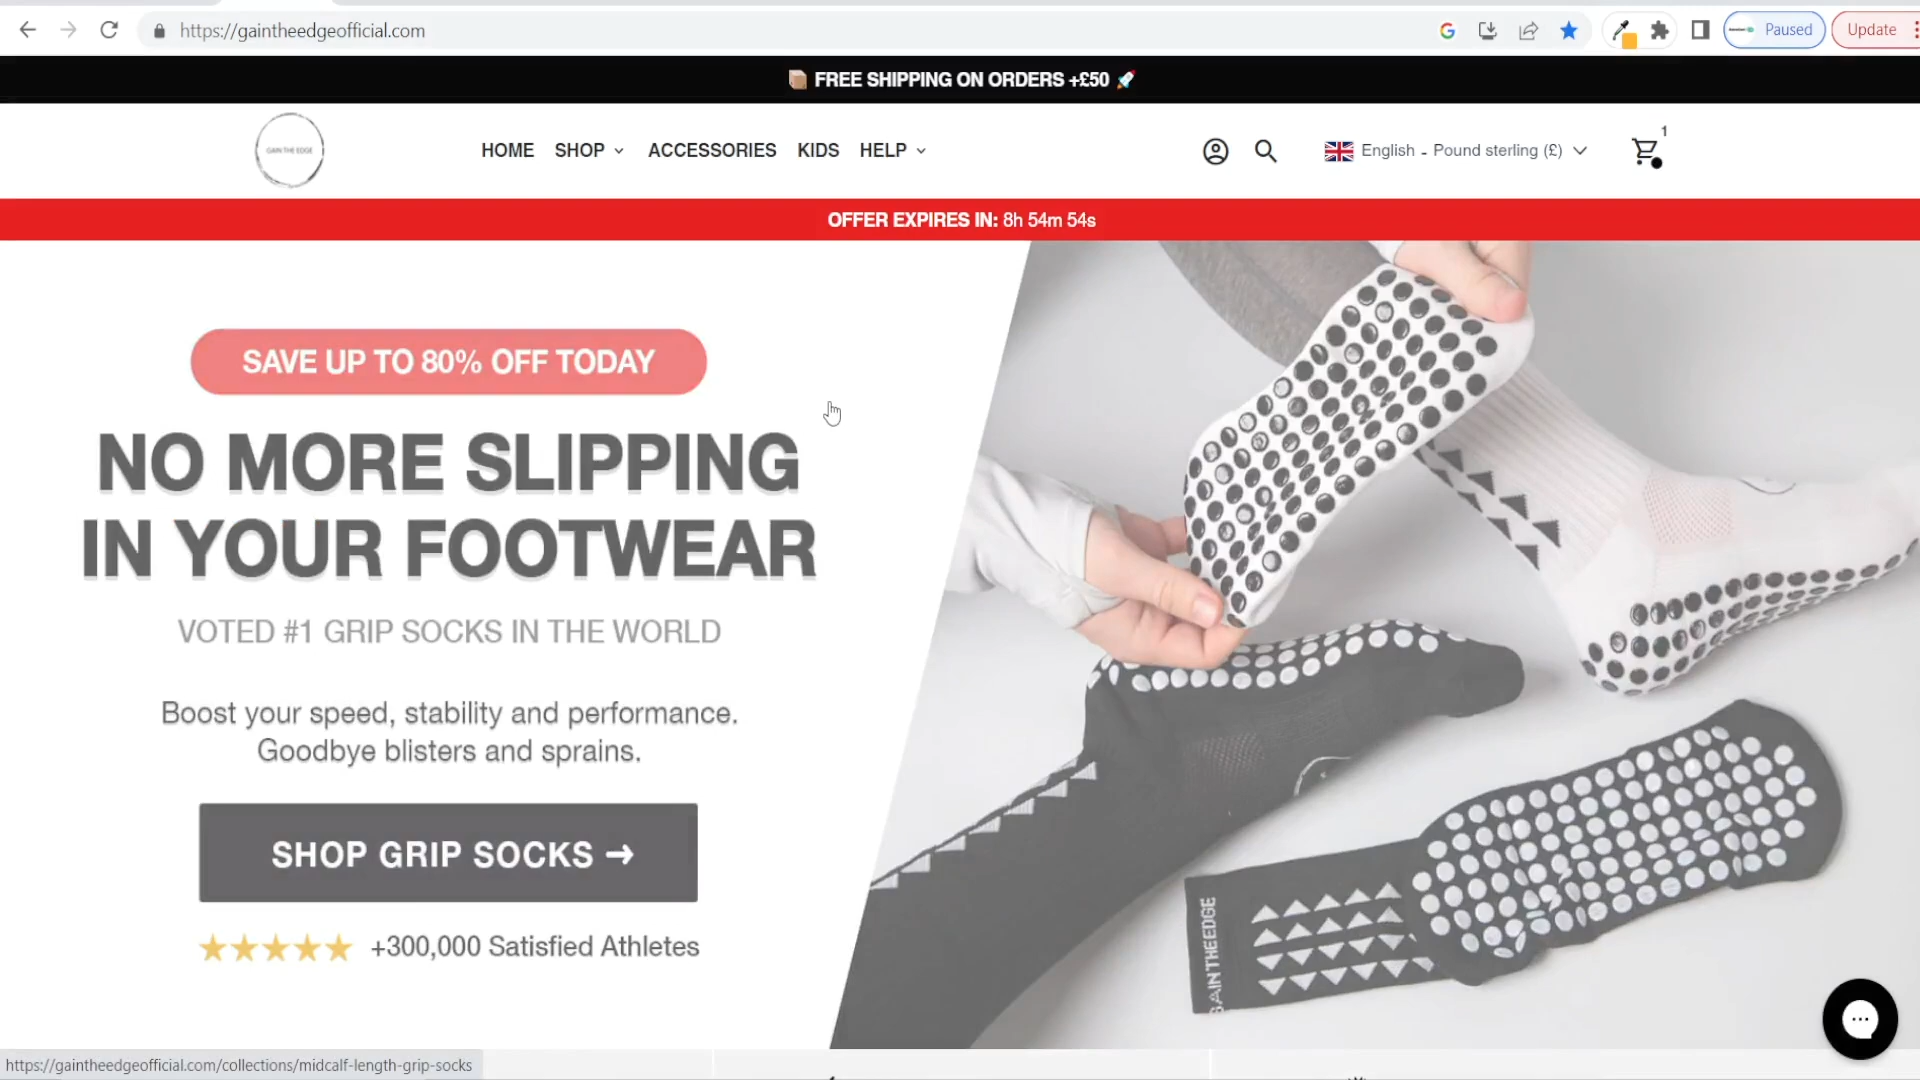 https://gaintheedgeofficial.com
Paused
Update
FREE SHIPPING ON ORDERS +£50
GAIN THE EDGE
HOME SHOP ACCESSORIES KIDS HELP
English - Pound sterling (£)
1
OFFER EXPIRES IN: 8h 54m 54s
SAVE UP TO 80% OFF TODAY
NO MORE SLIPPING
IN YOUR FOOTWEAR
VOTED #1 GRIP SOCKS IN THE WORLD
Boost your speed, stability and performance.
Goodbye blisters and sprains.
SHOP GRIP SOCKS →
+300,000 Satisfied Athletes
GAINTHEEDGE
https://gaintheedgeofficial.com/collections/midcalf-length-grip-socks